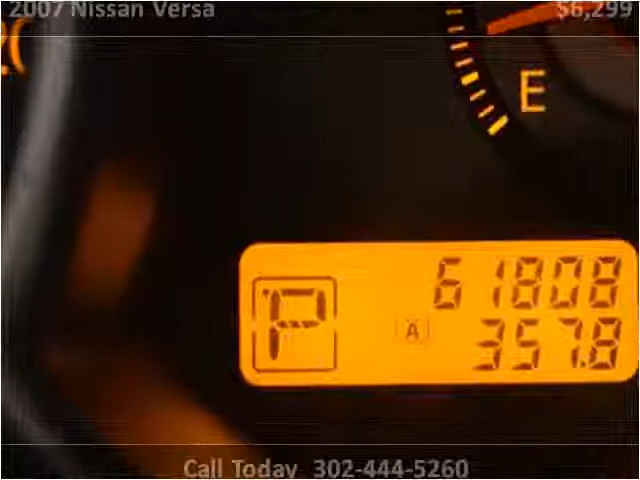 2007 Nissan Versa $6,299
E
61808
P A 357.8
Call Today 302-444-5260